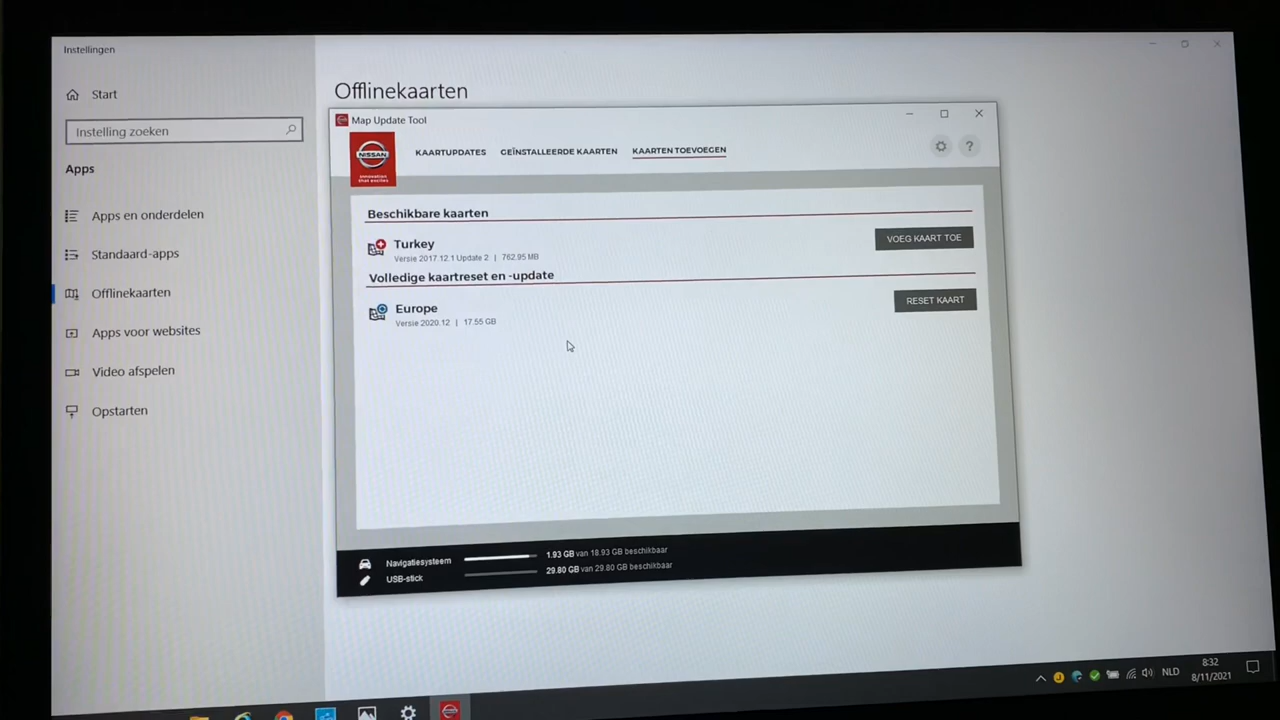 Instellingen
Start
Instelling zoeken
Apps
Apps en onderdelen
Standaard-apps
Offlinekaarten
Apps voor websites
Video afspelen
Opstarten
Offlinekaarten
Map Update Tool
NISSAN
Innovation
that excites
KAARTUPDATES
GEÏNSTALLEERDE KAARTEN
KAARTEN TOEVOEGEN
?
Beschikbare kaarten
Turkey
Versie 2017.12.1 Update 2 | 762.95 MB
VOEG KAART TOE
Volledige kaartreset en -update
Europe
Versie 2020.12 | 17.55 GB
RESET KAART
Navigatiesysteem
1.93 GB van 18.93 GB beschikbaar
USB-stick
29.80 GB van 29.80 GB beschikbaar
NLD
8:32
8/11/2021